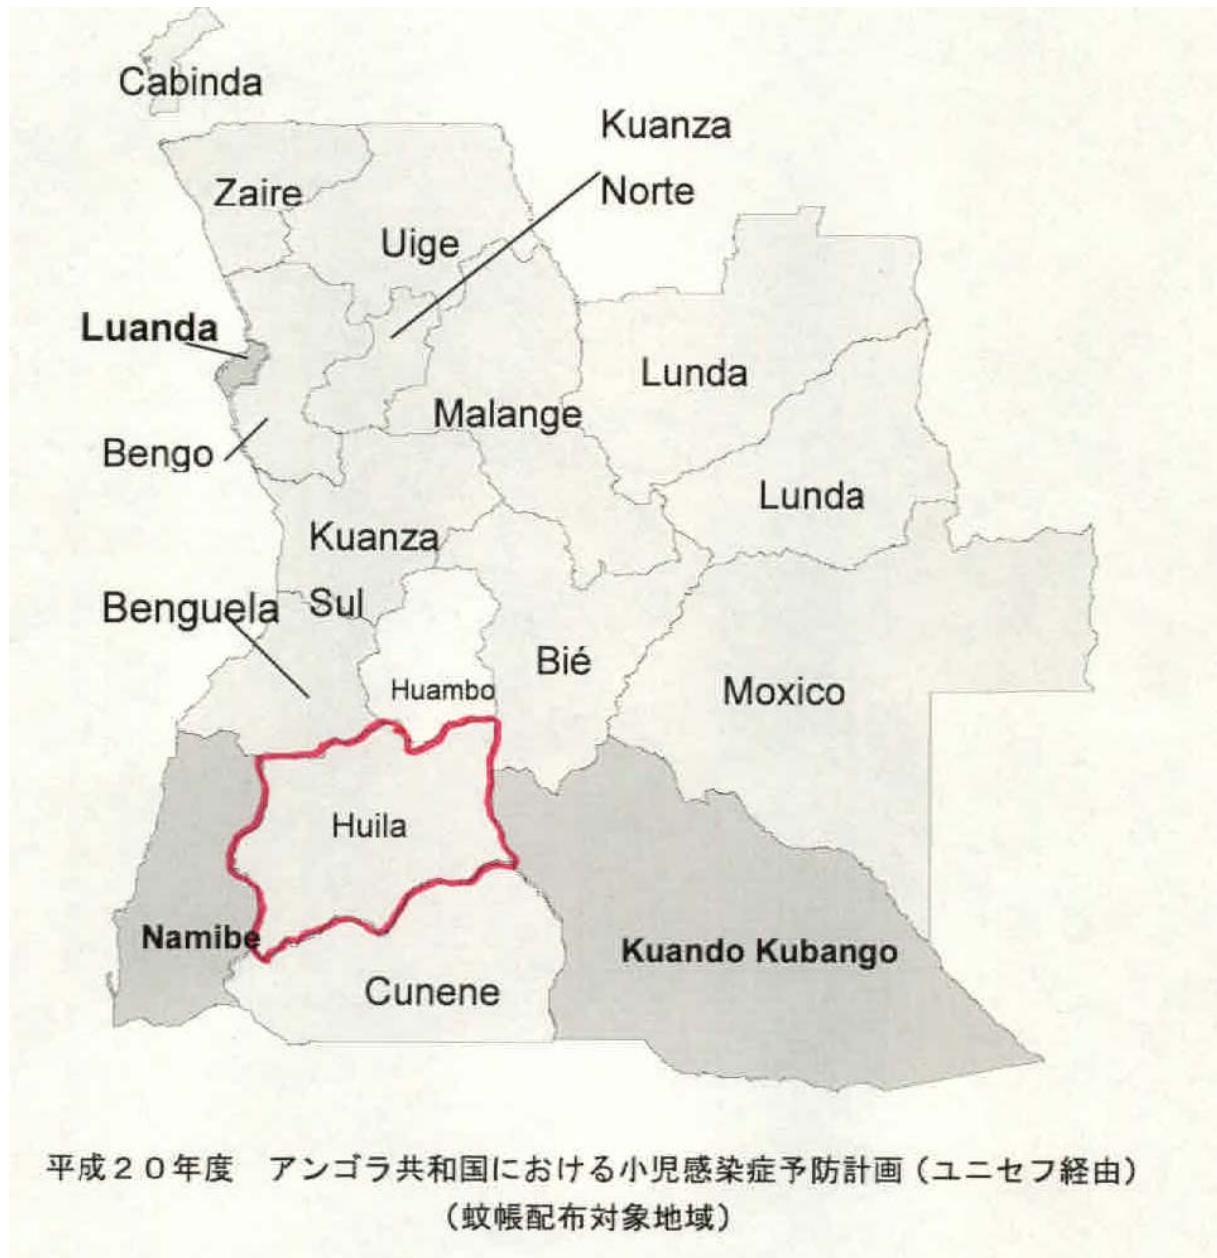 Cabinda
Kuanza
Norte
Zaire
Uige
Luanda
Lunda
Malange
Bengo
Lunda
Kuanza
Sul
Benguela
Bié
Huambo
Moxico
Huila
Namibe
Kuando Kubango
Cunene
平成20年度 アンゴラ共和国における小児感染症予防計画(ユニセフ経由)
(蚊帳配布対象地域)